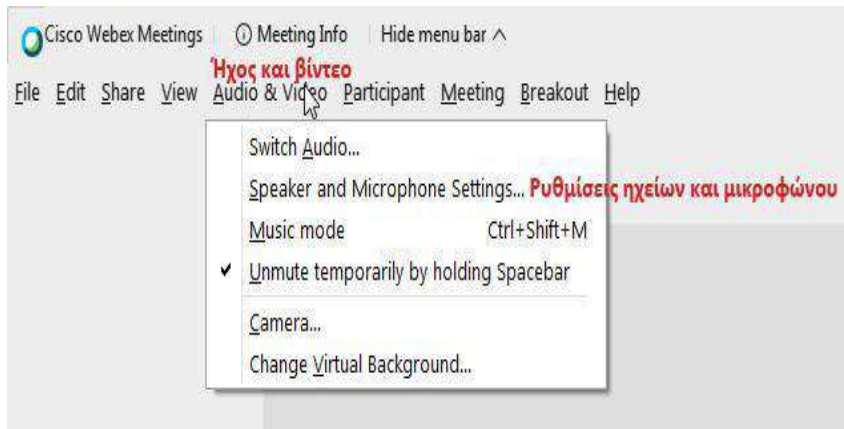 Cisco Webex Meetings Meeting Info Hide menu bar
Ήχος και βίντεο
File Edit Share View Audio & Video Participant Meeting Breakout Help
Switch Audio...
Speaker and Microphone Settings... Ρυθμίσεις ηχείων και μικροφώνου
Music mode Ctrl+Shift+M
Unmute temporarily by holding Spacebar
Camera...
Change Virtual Background...